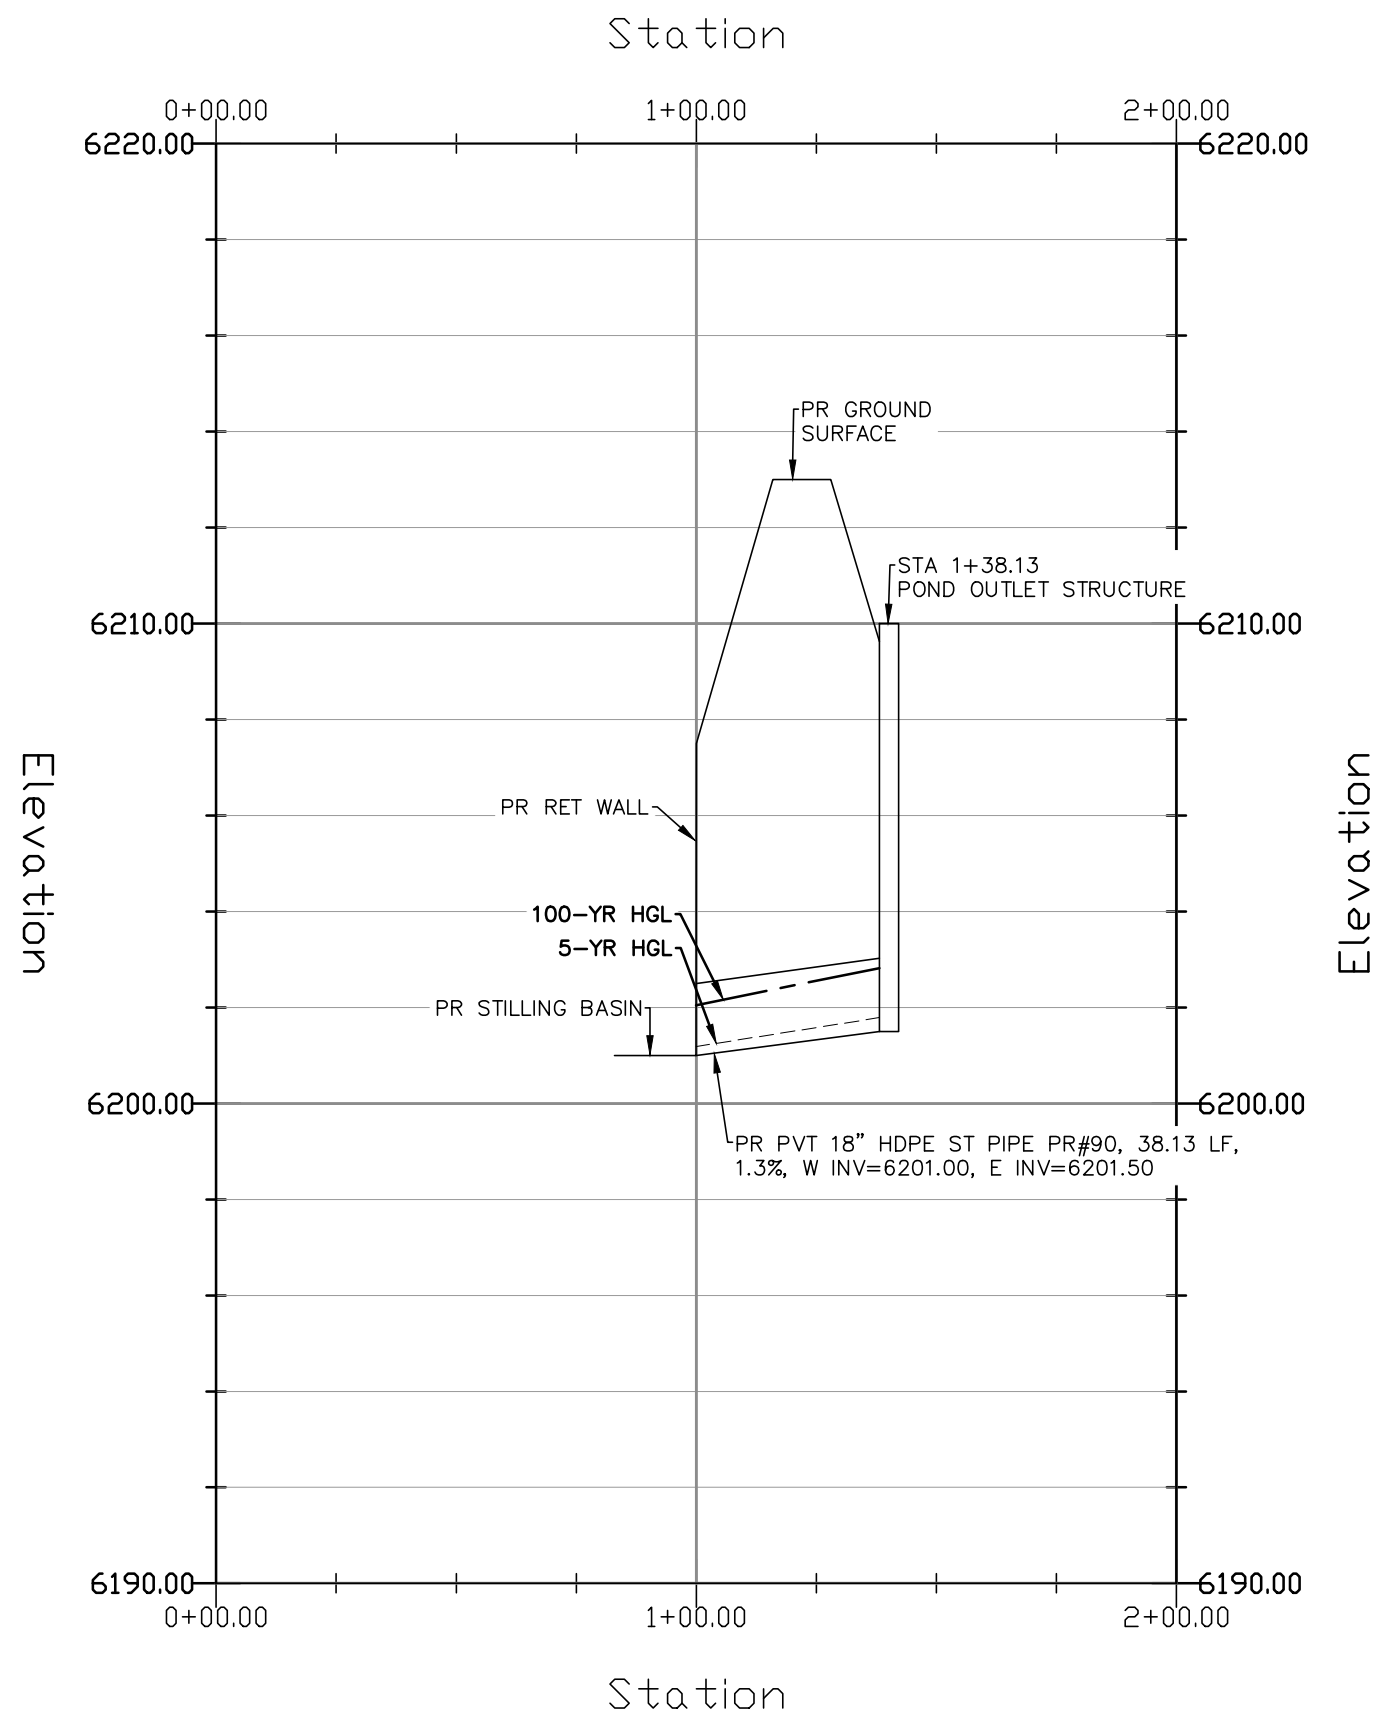 Station
0+00.00 1+00.00 2+00.00
6220.00 6220.00
PR GROUND
SURFACE
STA 1+38.13
POND OUTLET STRUCTURE
6210.00 6210.00
Elevation
Elevation
PR RET WALL
100-YR HGL
5-YR HGL
PR STILLING BASIN
6200.00 6200.00
PR PVT 18" HDPE ST PIPE PR#90, 38.13 LF,
1.3%, W INV=6201.00, E INV=6201.50
6190.00 6190.00
0+00.00 1+00.00 2+00.00
Station